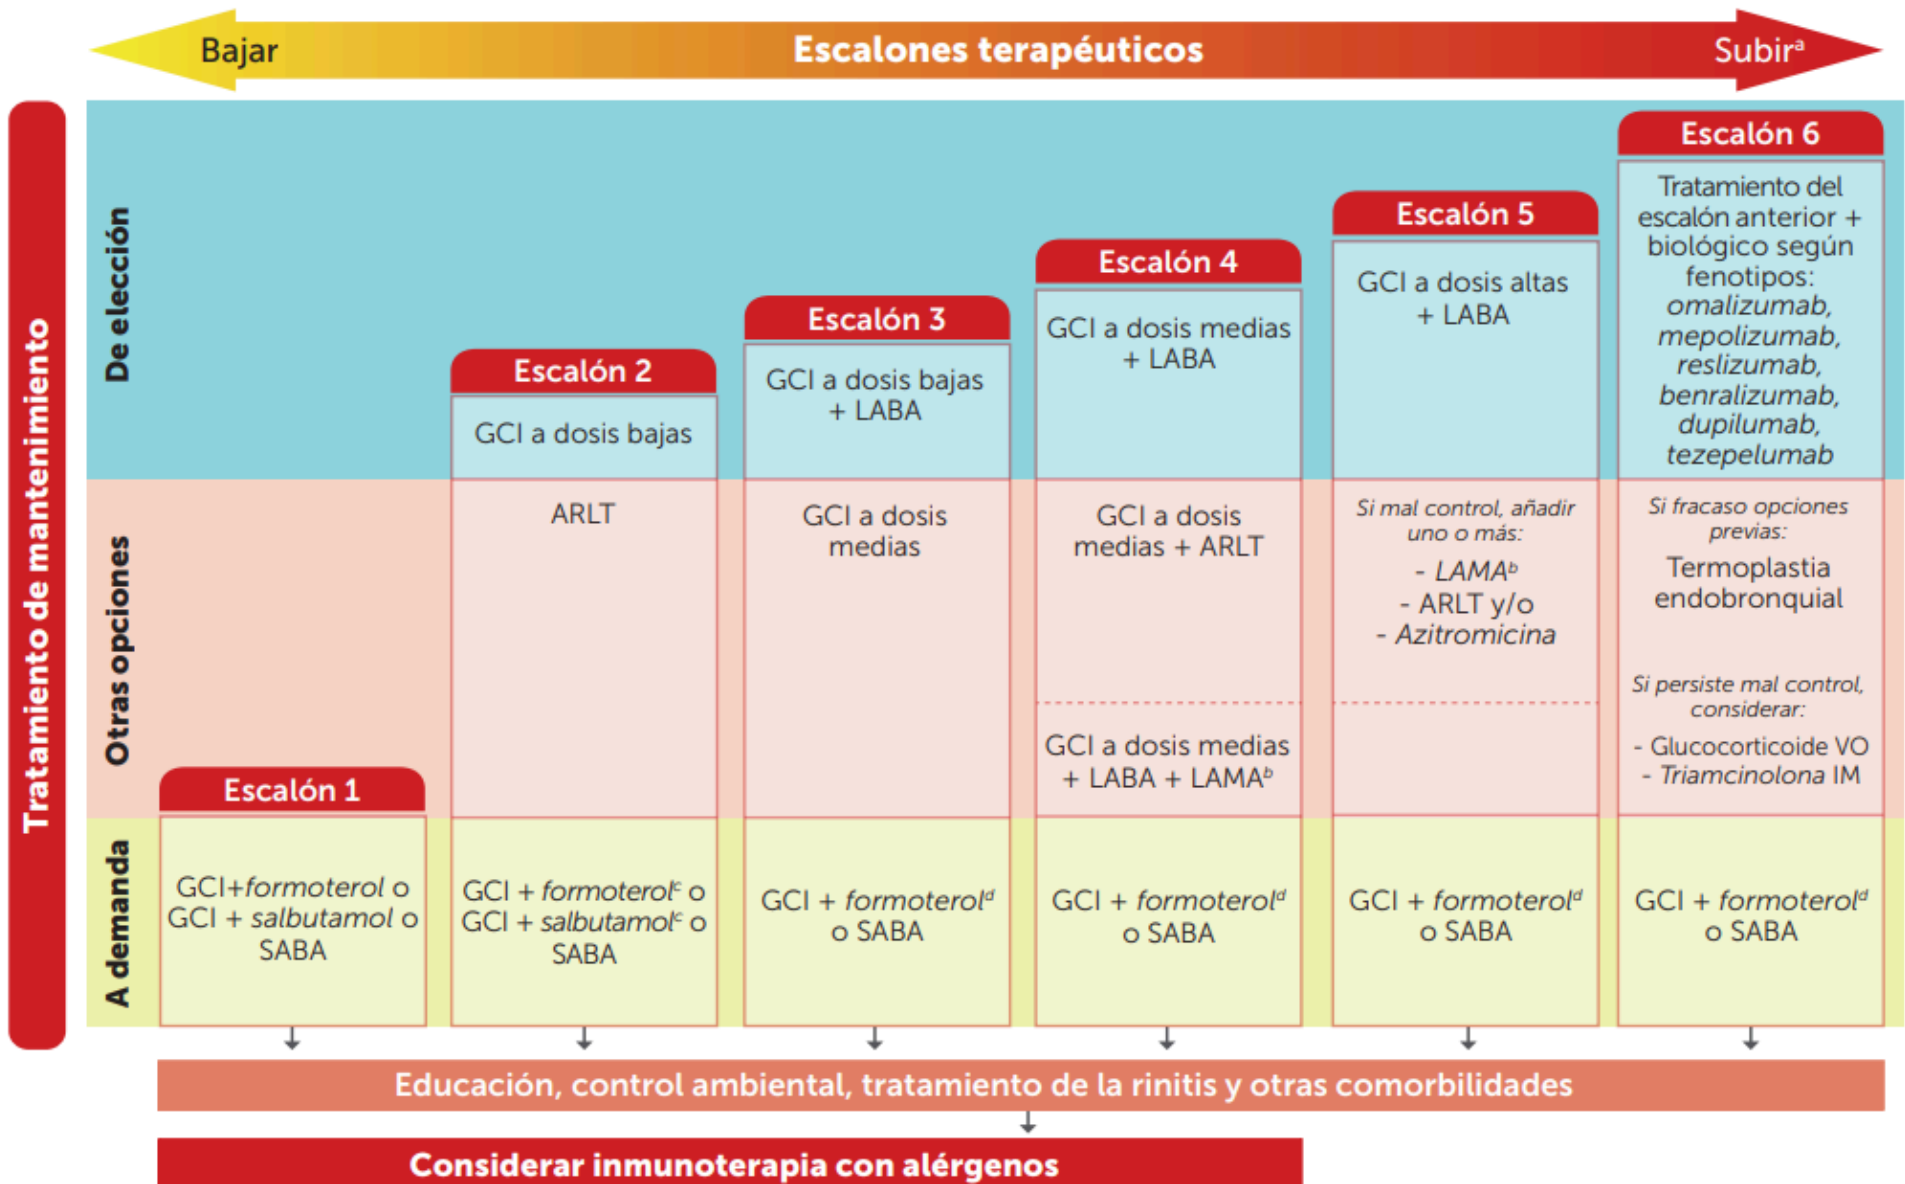 Bajar
Escalones terapéuticos
Subirᵃ
Tratamiento de mantenimiento
De elección
Otras opciones
A demanda
Escalón 1
GCI+formoterol o
GCI + salbutamol o
SABA
Escalón 2
GCI a dosis bajas
ARLT
GCI + formoterolᶜ o
GCI + salbutamolᶜ o
SABA
Escalón 3
GCI a dosis bajas
+ LABA
GCI a dosis
medias
GCI + formoterolᵈ
o SABA
Escalón 4
GCI a dosis medias
+ LABA
GCI a dosis
medias + ARLT
GCI a dosis medias
+ LABA + LAMAᵇ
GCI + formoterolᵈ
o SABA
Escalón 5
GCI a dosis altas
+ LABA
Si mal control, añadir
uno o más:
- LAMAᵇ
- ARLT y/o
- Azitromicina
GCI + formoterolᵈ
o SABA
Escalón 6
Tratamiento del
escalón anterior +
biológico según
fenotipos:
omalizumab,
mepolizumab,
reslizumab,
benralizumab,
dupilumab,
tezepelumab
Si fracaso opciones
previas:
Termoplastia
endobronquial
Si persiste mal control,
considerar:
- Glucocorticoide VO
- Triamcinolona IM
GCI + formoterolᵈ
o SABA
Educación, control ambiental, tratamiento de la rinitis y otras comorbilidades
Considerar inmunoterapia con alérgenos